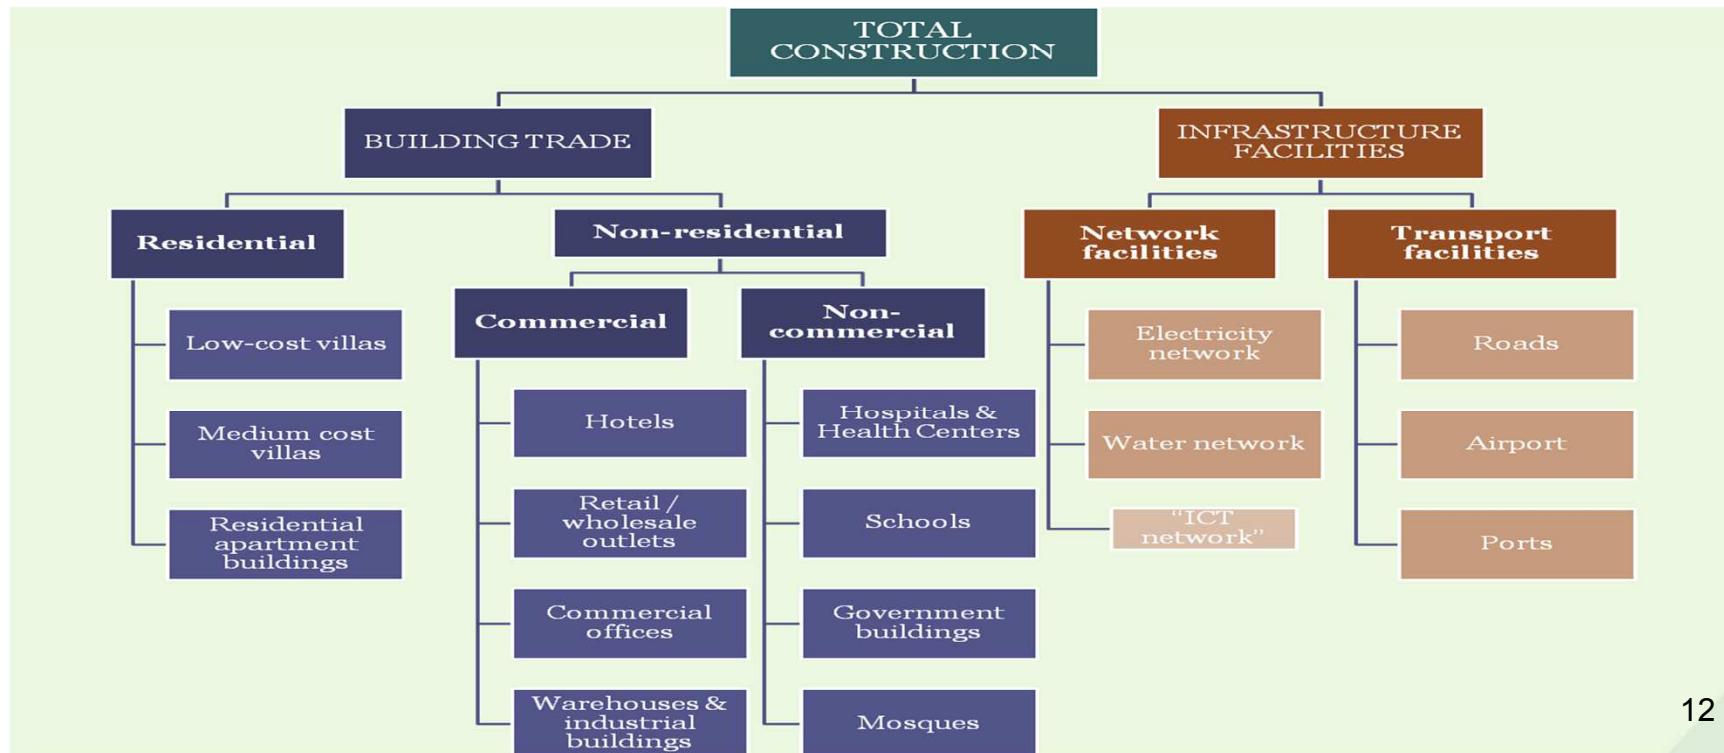 TOTAL
CONSTRUCTION
BUILDING TRADE
INFRASTRUCTURE
FACILITIES
Residential
Non-residential
Network
facilities
Transport
facilities
Commercial
Non-
commercial
Low-cost villas
Medium cost
villas
Residential
apartment
buildings
Hotels
Retail /
wholesale
outlets
Commercial
offices
Warehouses &
industrial
buildings
Hospitals &
Health Centers
Schools
Government
buildings
Mosques
Electricity
network
Water network
“ICT
network”
Roads
Airport
Ports
12